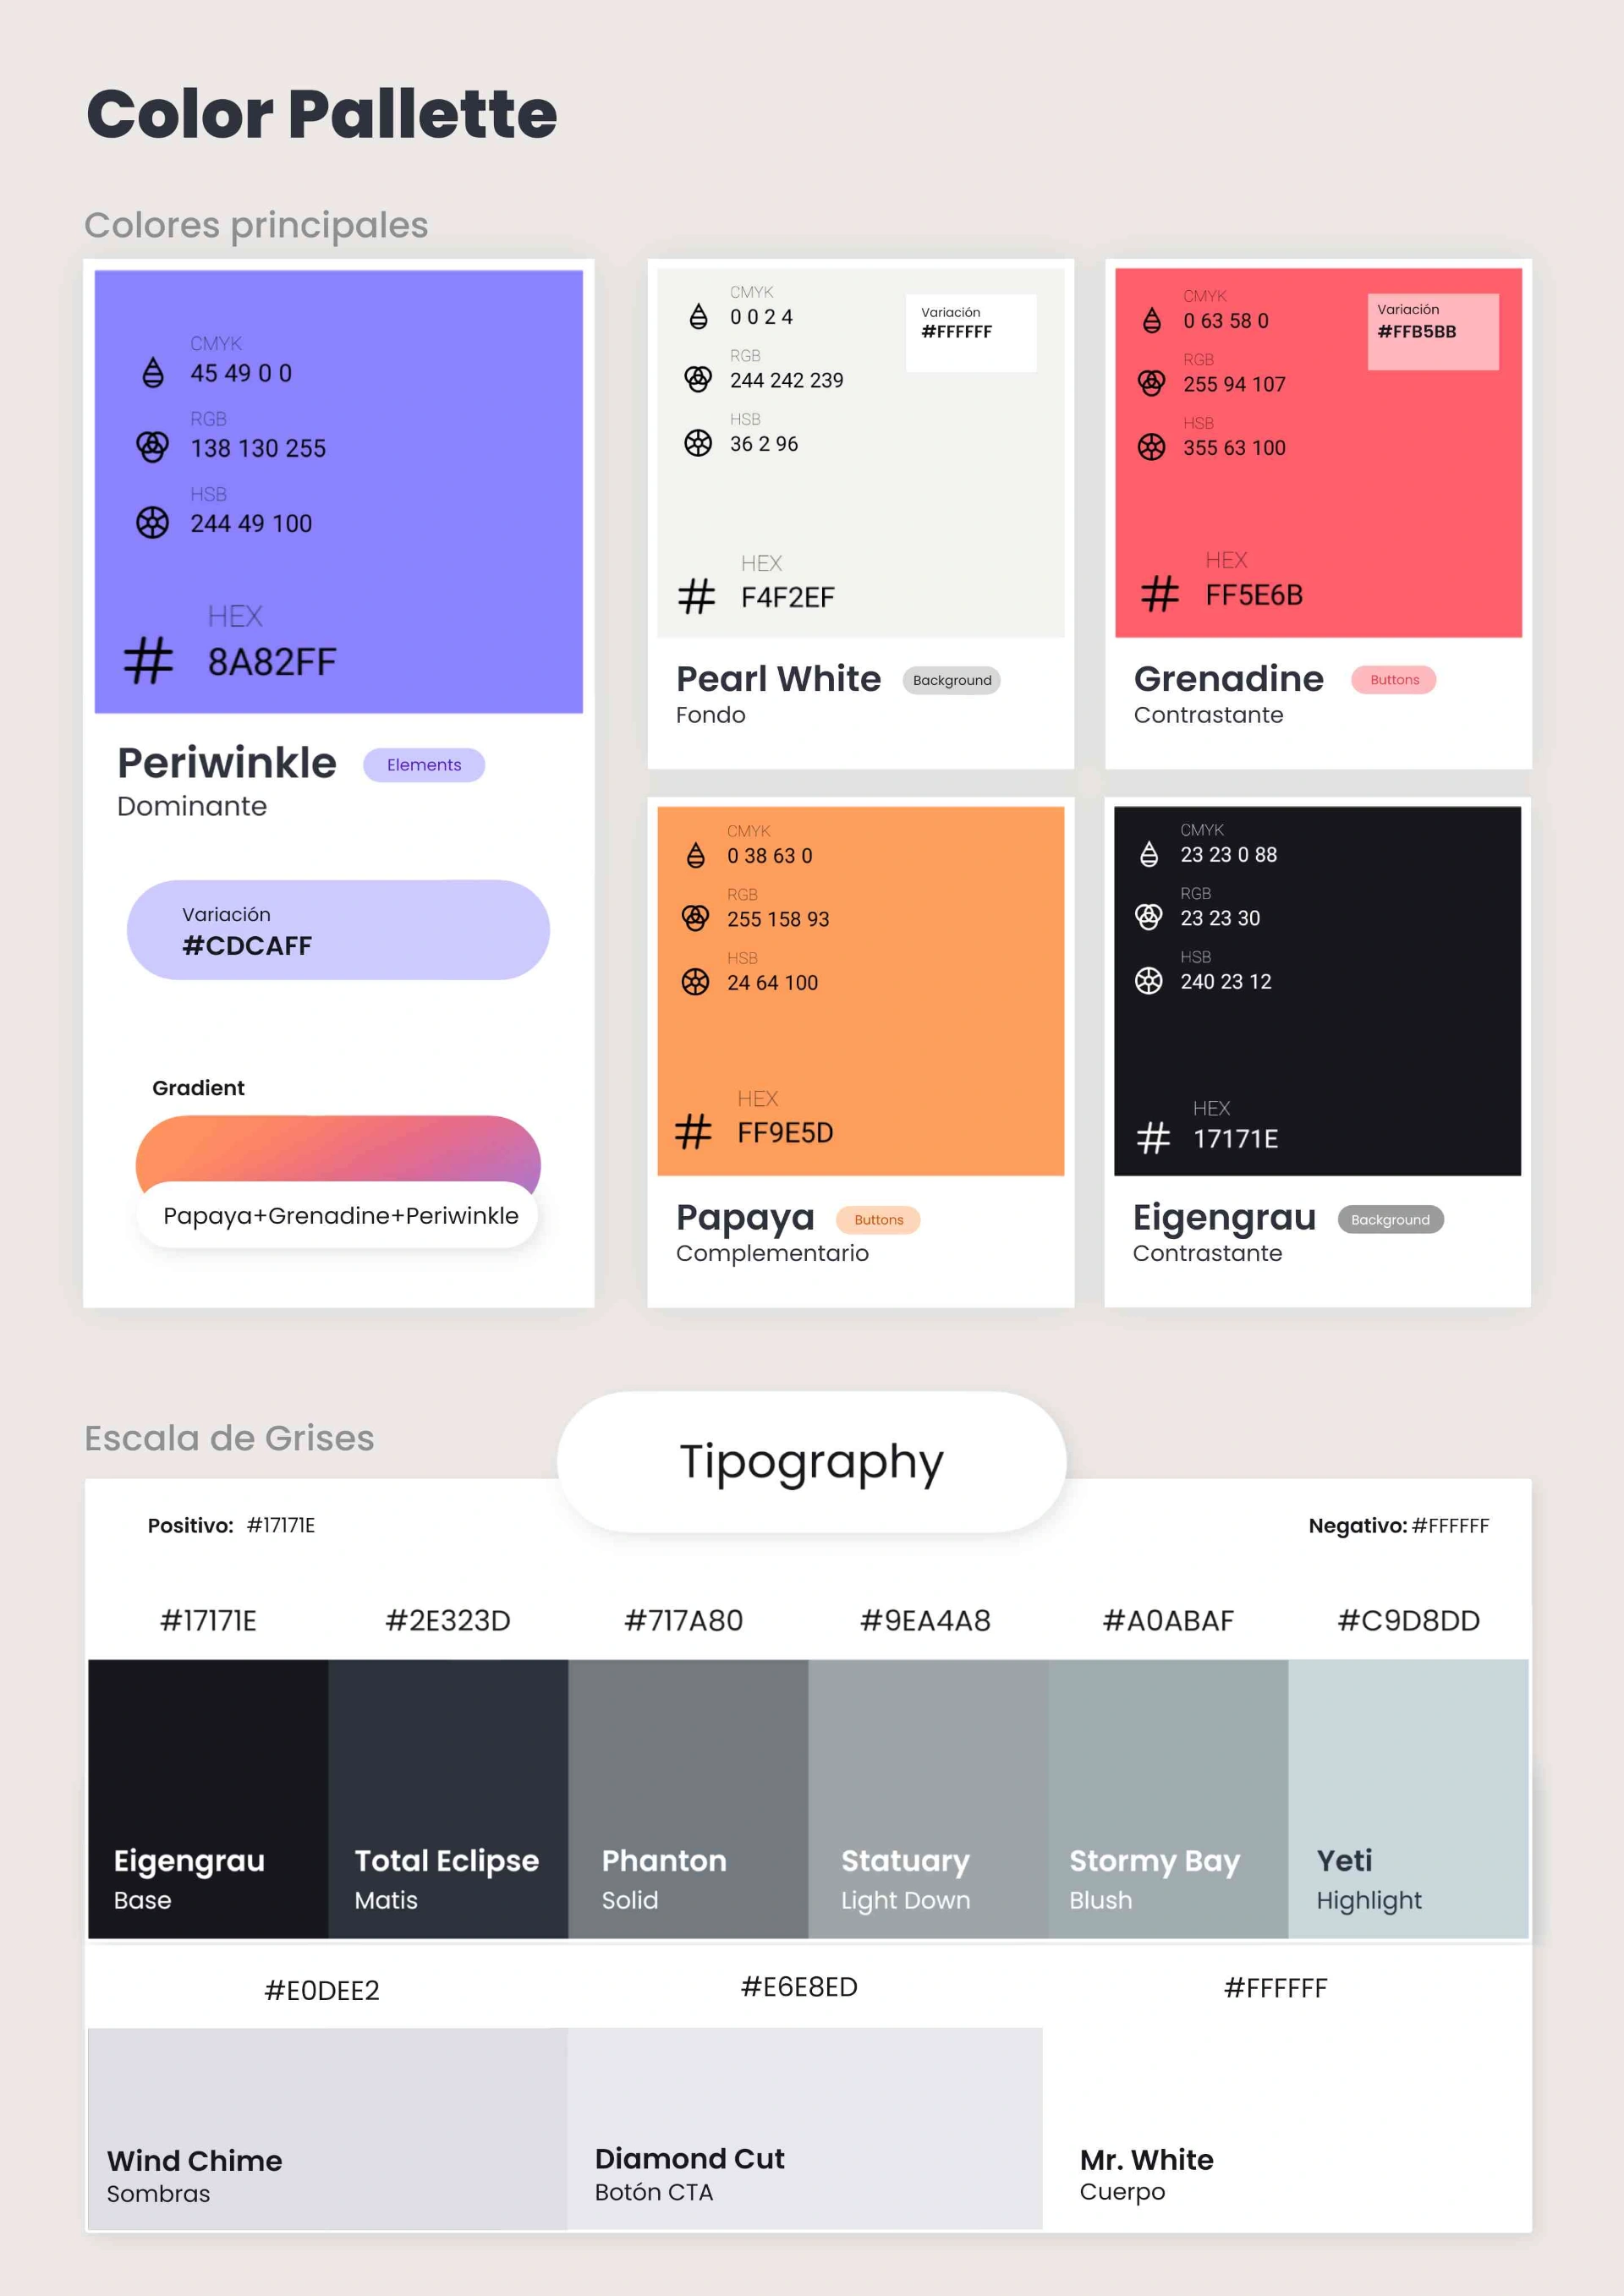 Color Pallette
Colores principales
CMYK
45 49 0 0
RGB
138 130 255
HSB
244 49 100
HEX
# 8A82FF
Periwinkle Elements
Dominante
Variación
#CDCAFF
Gradient
Papaya+Grenadine+Periwinkle
CMYK
0 0 2 4
RGB
244 242 239
HSB
36 2 96
Variación
#FFFFFF
HEX
# F4F2EF
Pearl White Background
Fondo
CMYK
0 63 58 0
RGB
255 94 107
HSB
355 63 100
Variación
#FFB5BB
HEX
# FF5E6B
Grenadine Buttons
Contrastante
CMYK
0 38 63 0
RGB
255 158 93
HSB
24 64 100
HEX
# FF9E5D
Papaya Buttons
Complementario
CMYK
23 23 0 88
RGB
23 23 30
HSB
240 23 12
HEX
# 17171E
Eigengrau Background
Contrastante
Escala de Grises
Tipography
Positivo: #17171E
Negativo: #FFFFFF
#17171E
#2E323D
#717A80
#9EA4A8
#A0ABAF
#C9D8DD
Eigengrau
Base
Total Eclipse
Matis
Phanton
Solid
Statuary
Light Down
Stormy Bay
Blush
Yeti
Highlight
#E0DEE2
#E6E8ED
#FFFFFF
Wind Chime
Sombras
Diamond Cut
Botón CTA
Mr. White
Cuerpo